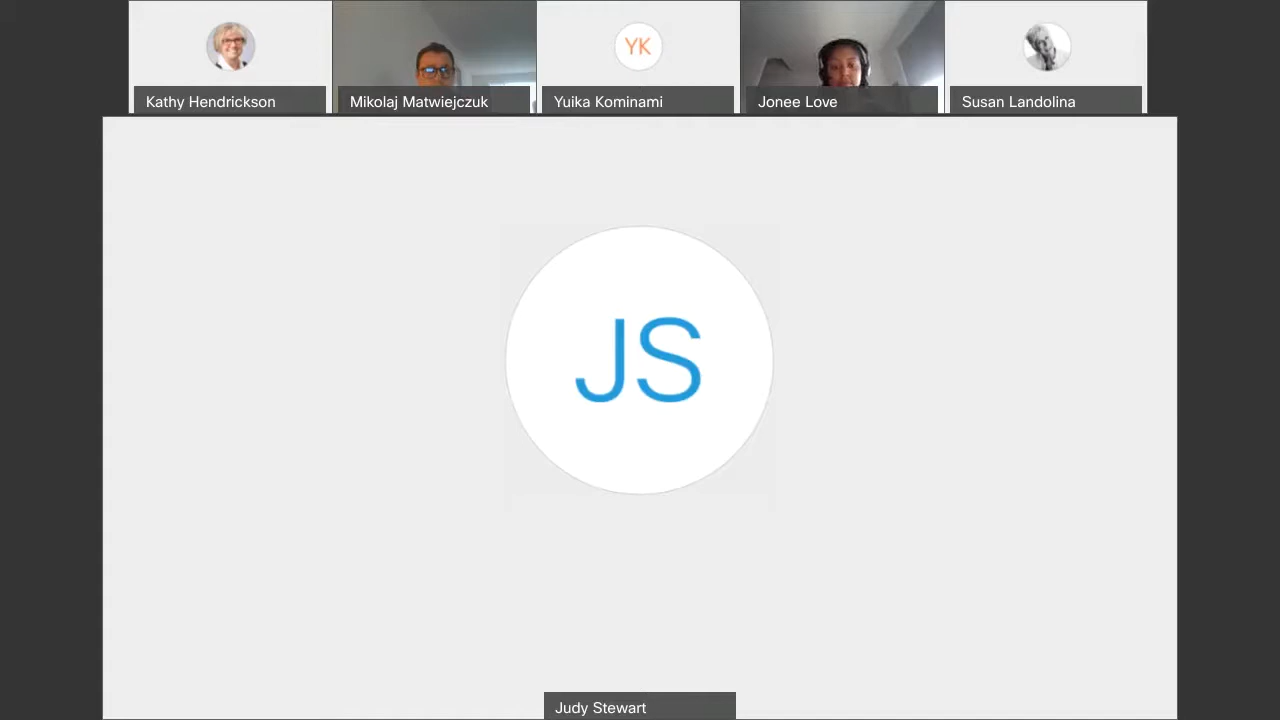 YK
Kathy Hendrickson
Mikolaj Matwiejczuk
Yuika Kominami
Jonee Love
Susan Landolina
JS
Judy Stewart